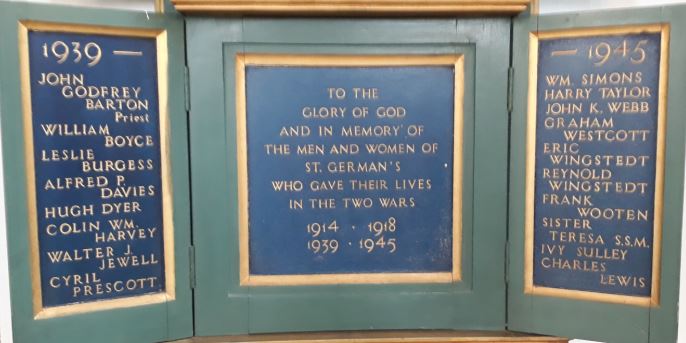 1939 —
JOHN
GODFREY
BARTON
Priest
WILLIAM
BOYCE
LESLIE
BURGESS
ALFRED P.
DAVIES
HUGH DYER
COLIN WM.
HARVEY
WALTER J.
JEWELL
CYRIL
PRESCOTT
TO THE
GLORY OF GOD
AND IN MEMORY OF
THE MEN AND WOMEN OF
ST. GERMAN'S
WHO GAVE THEIR LIVES
IN THE TWO WARS
1914 · 1918
1939 · 1945
— 1945
WM. SIMONS
HARRY TAYLOR
JOHN K. WEBB
GRAHAM
WESTCOTT
ERIC
WINGSTEDT
REYNOLD
WINGSTEDT
FRANK
WOOTEN
SISTER
TERESA S.S.M.
IVY SULLEY
CHARLES
LEWIS